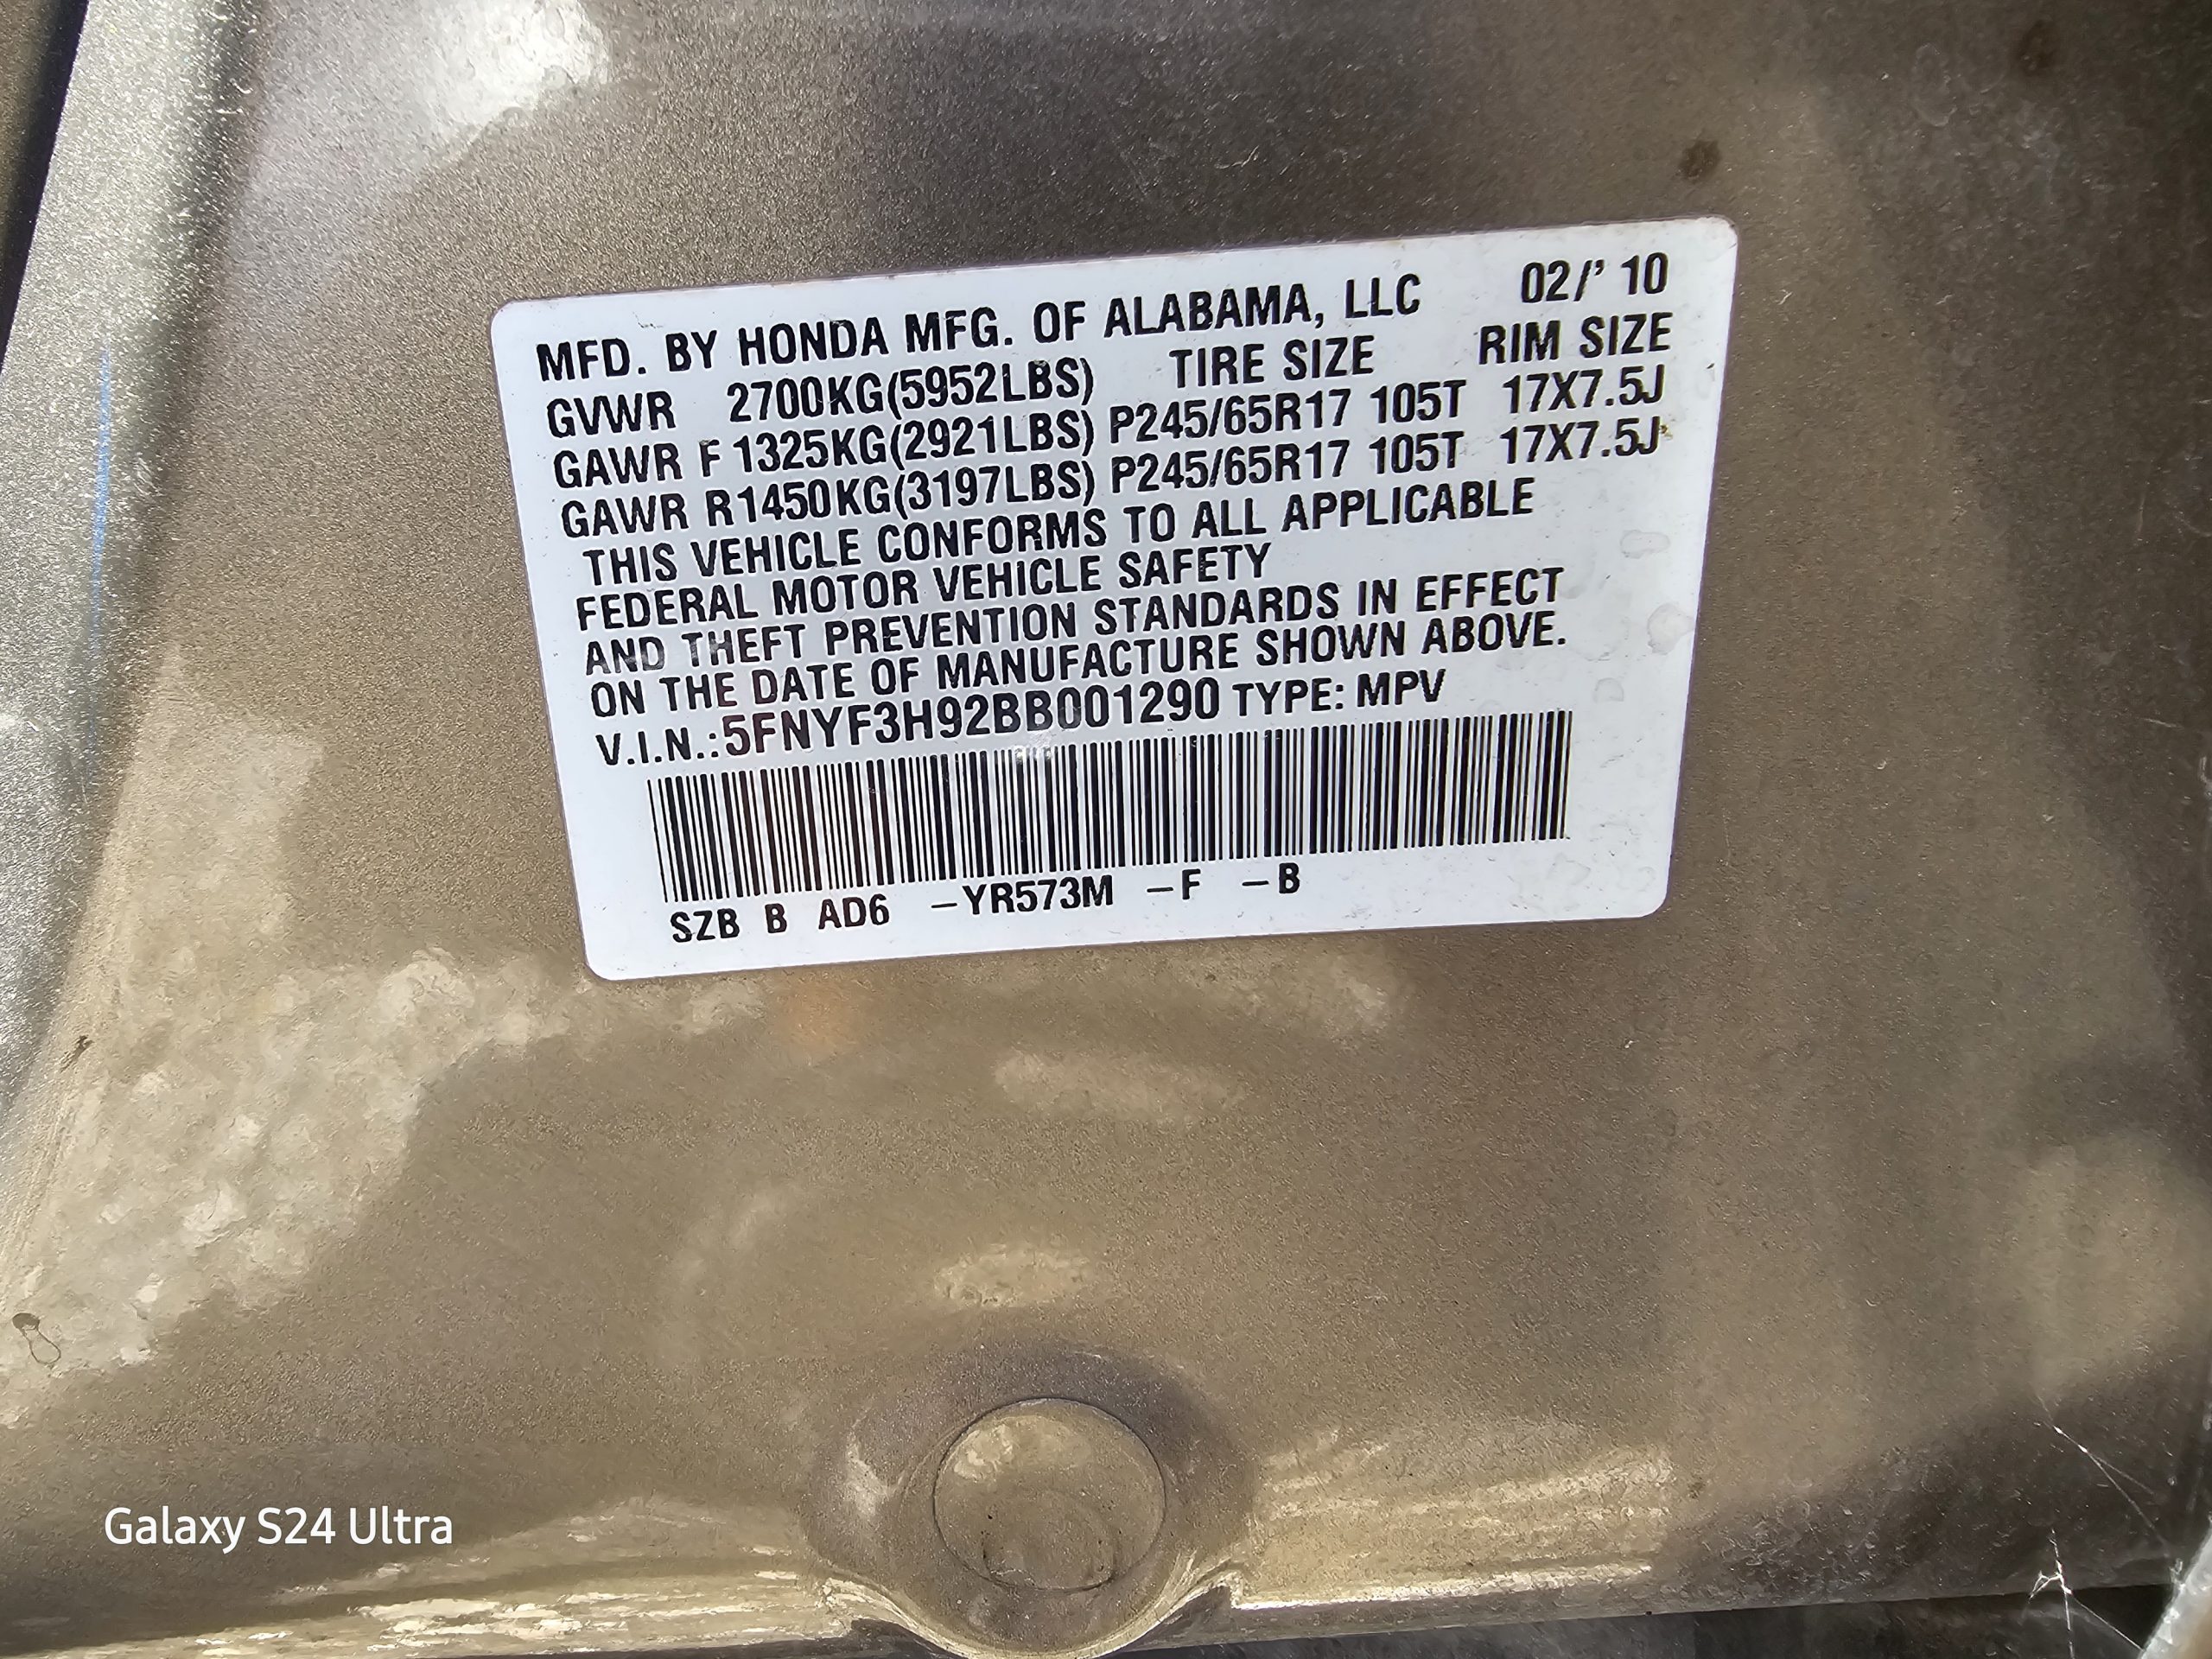 MFD. BY HONDA MFG. OF ALABAMA, LLC 02/' 10
GVWR 2700KG(5952LBS) TIRE SIZE RIM SIZE
GAWR F 1325KG(2921LBS) P245/65R17 105T 17X7.5J
GAWR R1450KG(3197LBS) P245/65R17 105T 17X7.5J
THIS VEHICLE CONFORMS TO ALL APPLICABLE
FEDERAL MOTOR VEHICLE SAFETY
AND THEFT PREVENTION STANDARDS IN EFFECT
ON THE DATE OF MANUFACTURE SHOWN ABOVE.
V.I.N.:5FNYF3H92BB001290 TYPE: MPV
SZB B AD6 –YR573M –F –B
Galaxy S24 Ultra